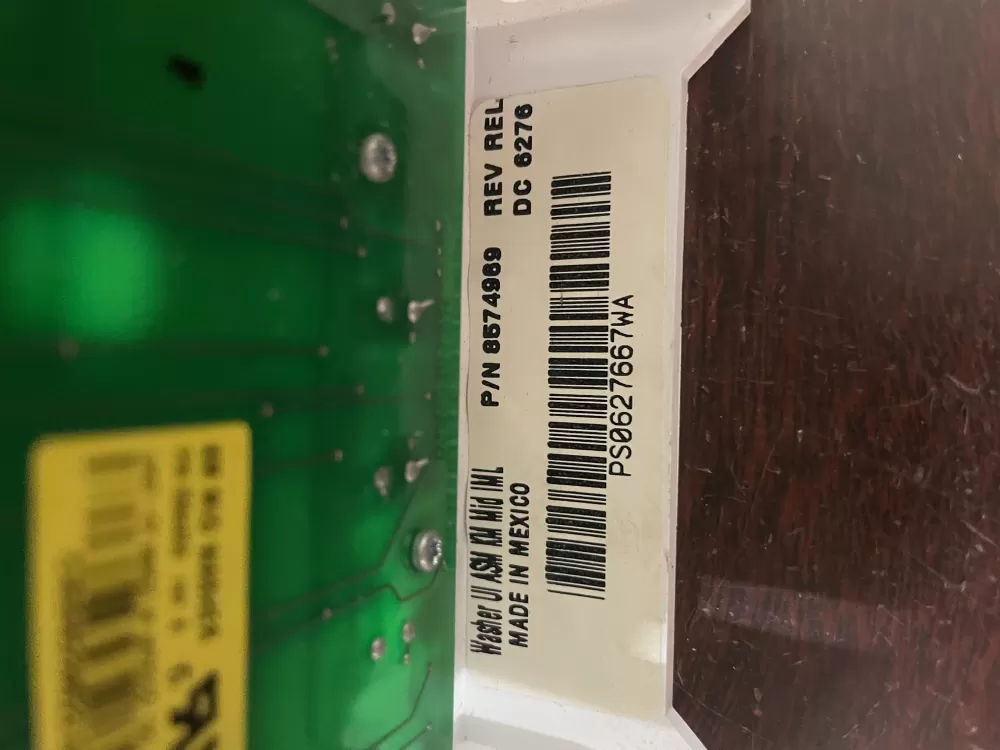 Washer UI ASM KM Mid IML P/N 8574969 REV REL
MADE IN MEXICO DC 6276
PS0627667WA